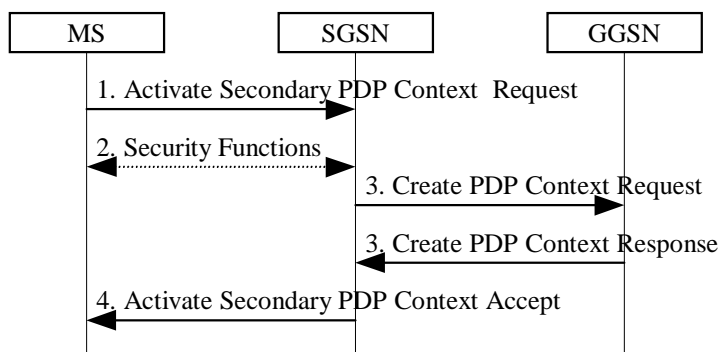 MS SGSN GGSN
1. Activate Secondary PDP Context Request
2. Security Functions
3. Create PDP Context Request
3. Create PDP Context Response
4. Activate Secondary PDP Context Accept